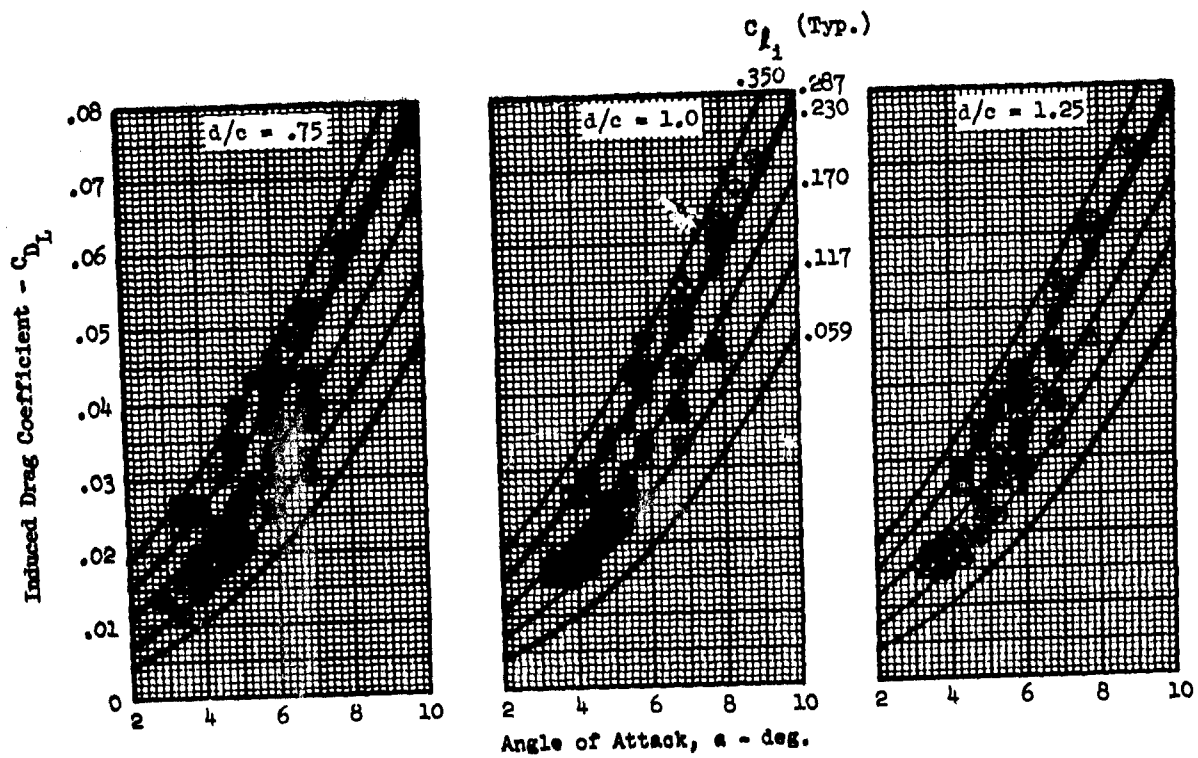 C_{ℓ_i} (Typ.)
.350 .287
.230
.170
.117
.059
d/c = .75
d/c = 1.0
d/c = 1.25
Induced Drag Coefficient - C_{D_L}
.08
.07
.06
.05
.04
.03
.02
.01
0
2 4 6 8 10
2 4 6 8 10
2 4 6 8 10
Angle of Attack, a - deg.